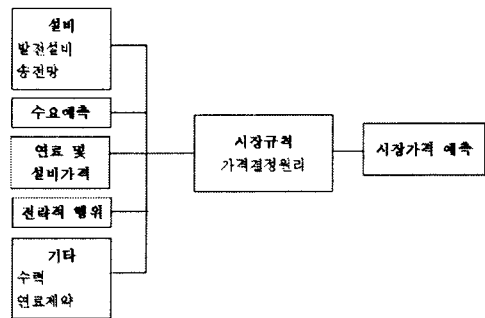 설비
발전설비
송전망
수요예측
연료 및
설비가격
전략적 행위
기타
수력
연료제약
시장규칙
가격결정원리
시장가격 예측